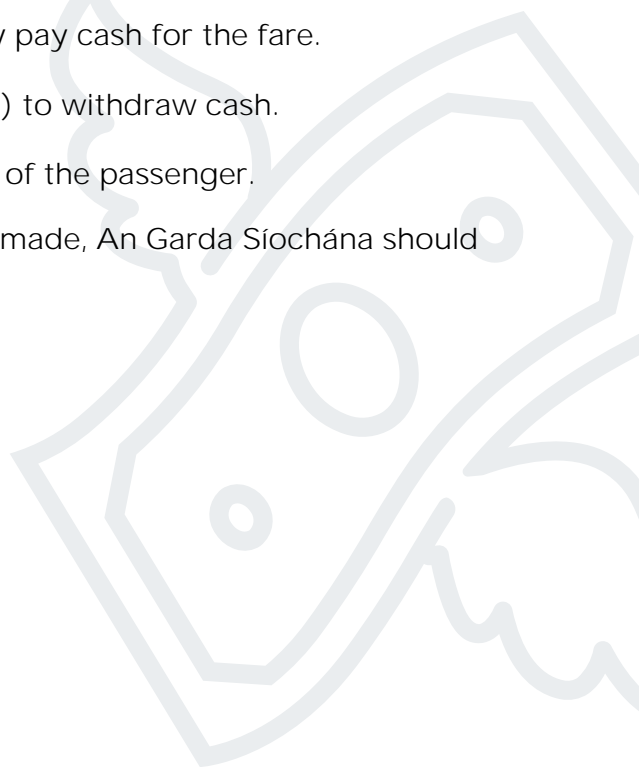 pay cash for the fare.
) to withdraw cash.
of the passenger.
made, An Garda Síochána should